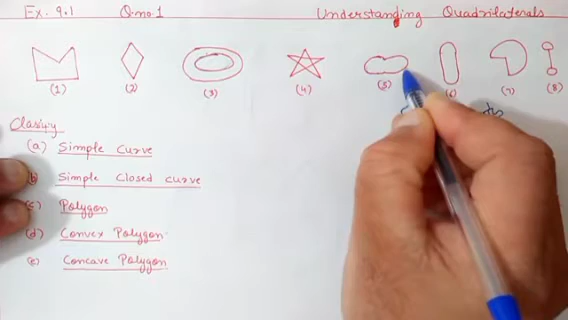 Ex. 9.1 Q.no.1 Understanding Quadrilaterals
(1) (2) (3) (4) (5) (6) (7) (8)
Classify
(a) Simple curve
(b) Simple closed curve
(c) Polygon
(d) Convex Polygon
(e) Concave Polygon